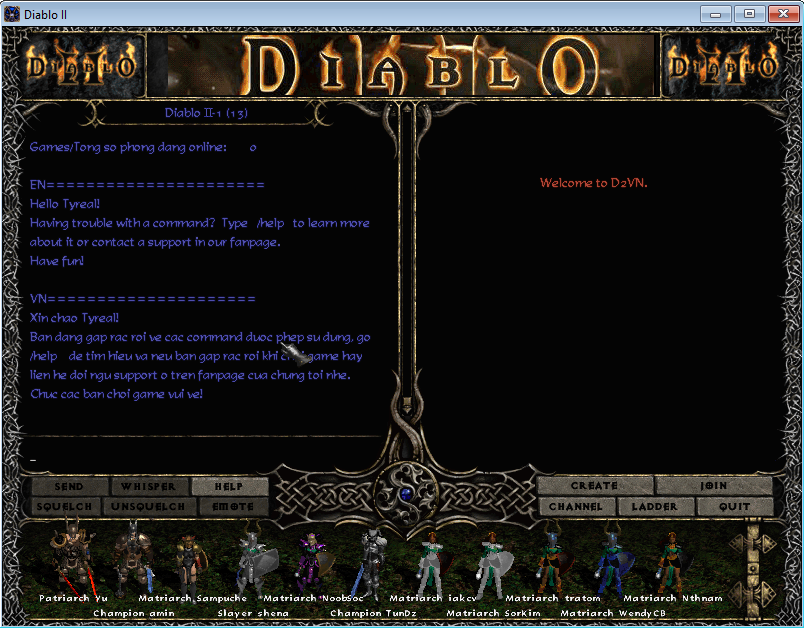 Diablo II
DIABLO II
DIABLO
DIABLO II
Diablo II-1 (13)
Games/Tong so phong dang online: 0
Welcome to D2VN.
EN======================
Hello Tyreal!
Having trouble with a command? Type /help to learn more
about it or contact a support in our fanpage.
Have fun!
VN=====================
Xin chao Tyreal!
Ban dang gap rac roi ve cac command duoc phep su dung, go
/help de tim hieu va neu ban gap rac roi khi game hay
lien he doi ngu support o tren fanpage cua chung toi nhe.
Chuc cac ban choi game vui ve!
SEND WHISPER HELP
SQUELCH UNSQUELCH EMOTE
CREATE JOIN
CHANNEL LADDER QUIT
Patriarch Yu Matriarch Sampuche Matriarch NoobSoc Matriarch iakcv Matriarch tratom Matriarch Nthnam
Champion amin Slayer shena Champion TunDz Matriarch SorKim Matriarch WendyCB